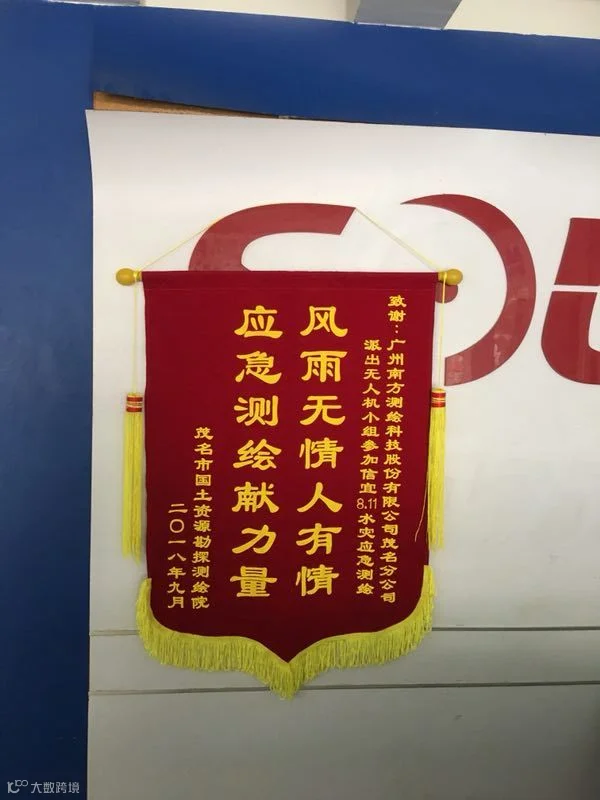 致谢：广州南方测绘科技股份有限公司茂名分公司
派出无人机小组参加信宜8.11水灾应急测绘
风雨无情人有情
应急测绘献力量
茂名市国土资源勘探测绘院
二〇一八年九月
大数跨境